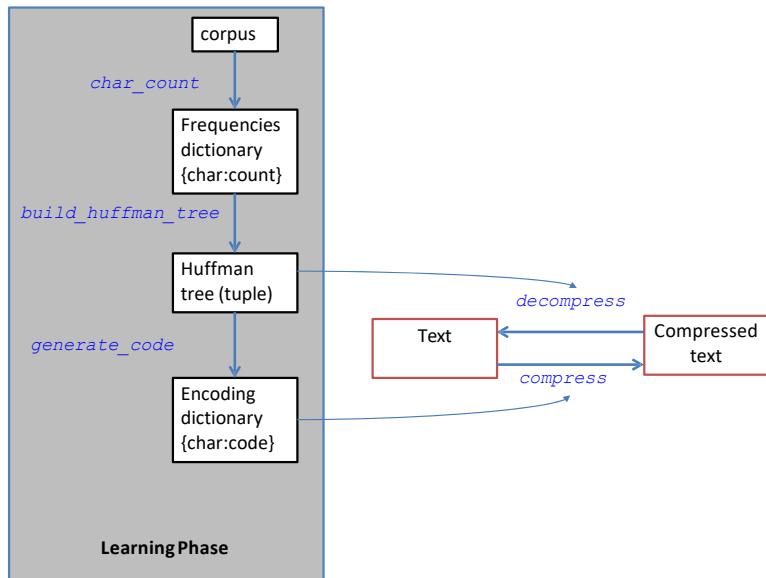 corpus
char_count
Frequencies
dictionary
{char:count}
build_huffman_tree
Huffman
tree (tuple)
generate_code
Encoding
dictionary
{char:code}
Learning Phase
decompress
Text
Compressed
text
compress